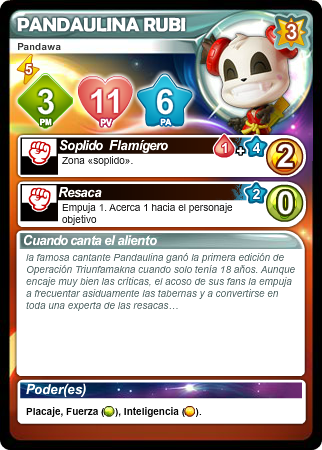 PANDAULINA RUBI
3
Pandawa
5
3
PM
11
PV
6
PA
Soplido Flamígero
1 + 4
2
Zona «soplido».
Resaca
2
0
Empuja 1. Acerca 1 hacia el personaje
objetivo
Cuando canta el aliento
la famosa cantante Pandaulina ganó la primera edición de
Operación Triunfamakna cuando solo tenía 18 años. Aunque
encaje muy bien las críticas, el acoso de sus fans la empuja
a frecuentar asiduamente las tabernas y a convertirse en
toda una experta de las resacas…
Poder(es)
Placaje, Fuerza ( ), Inteligencia ( ).